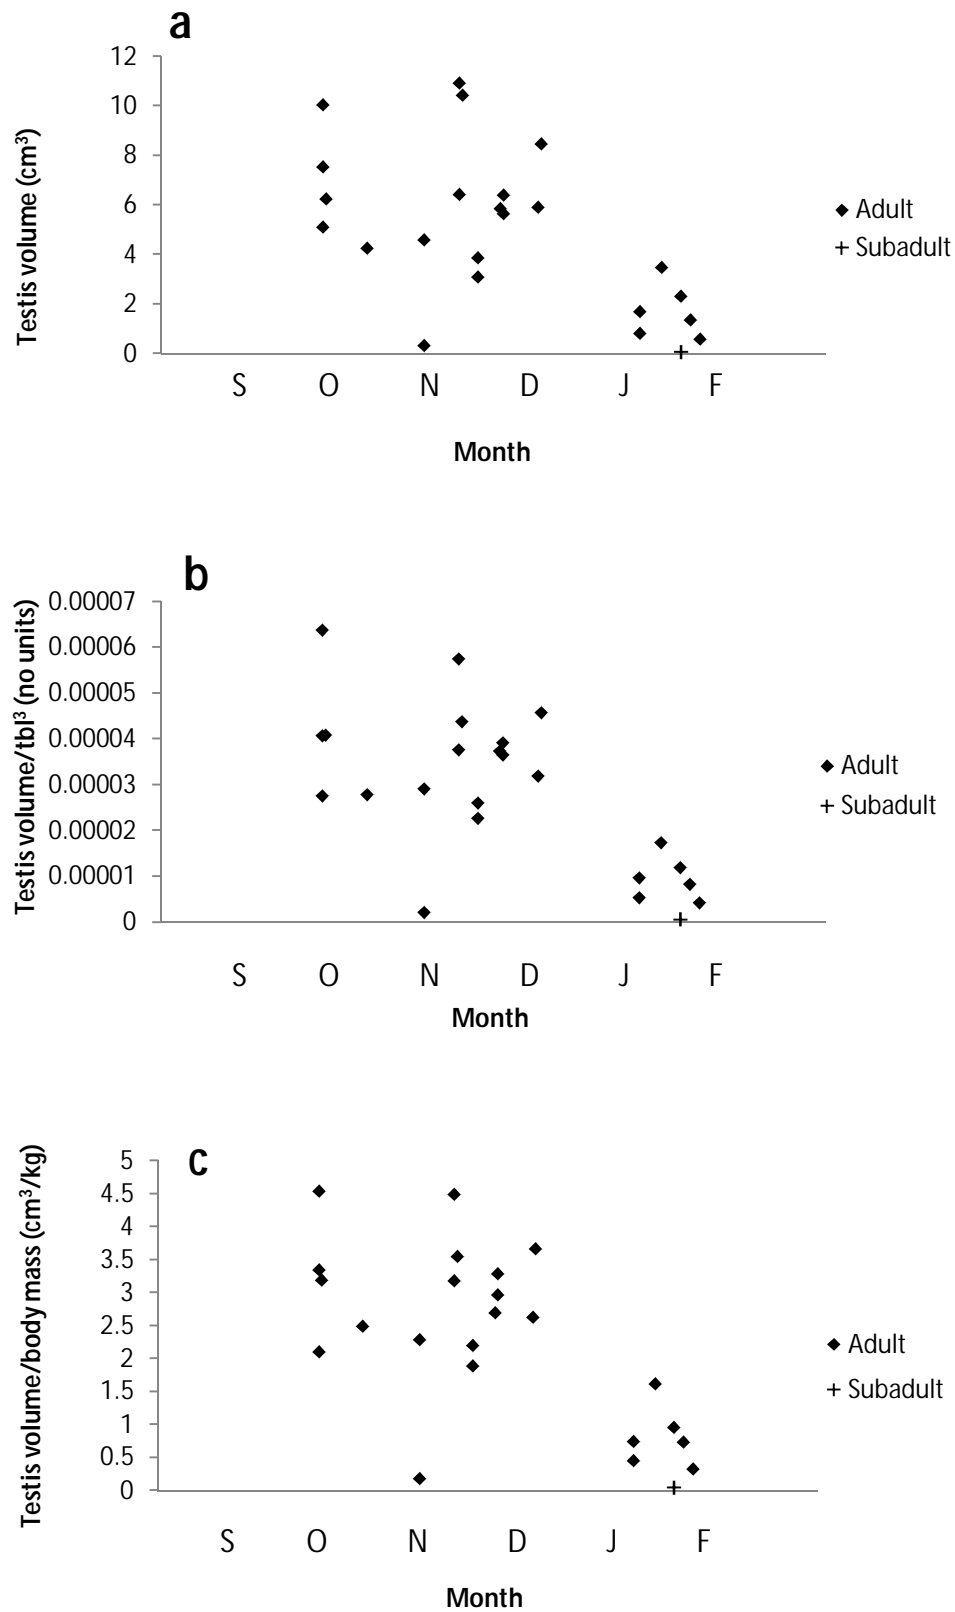 a
Testis volume (cm³)
12
10
8
6
4
2
0
S O N D J F
Month
Adult
Subadult
b
Testis volume/tbl³ (no units)
0.00007
0.00006
0.00005
0.00004
0.00003
0.00002
0.00001
0
S O N D J F
Month
Adult
Subadult
c
Testis volume/body mass (cm³/kg)
5
4.5
4
3.5
3
2.5
2
1.5
1
0.5
0
S O N D J F
Month
Adult
Subadult